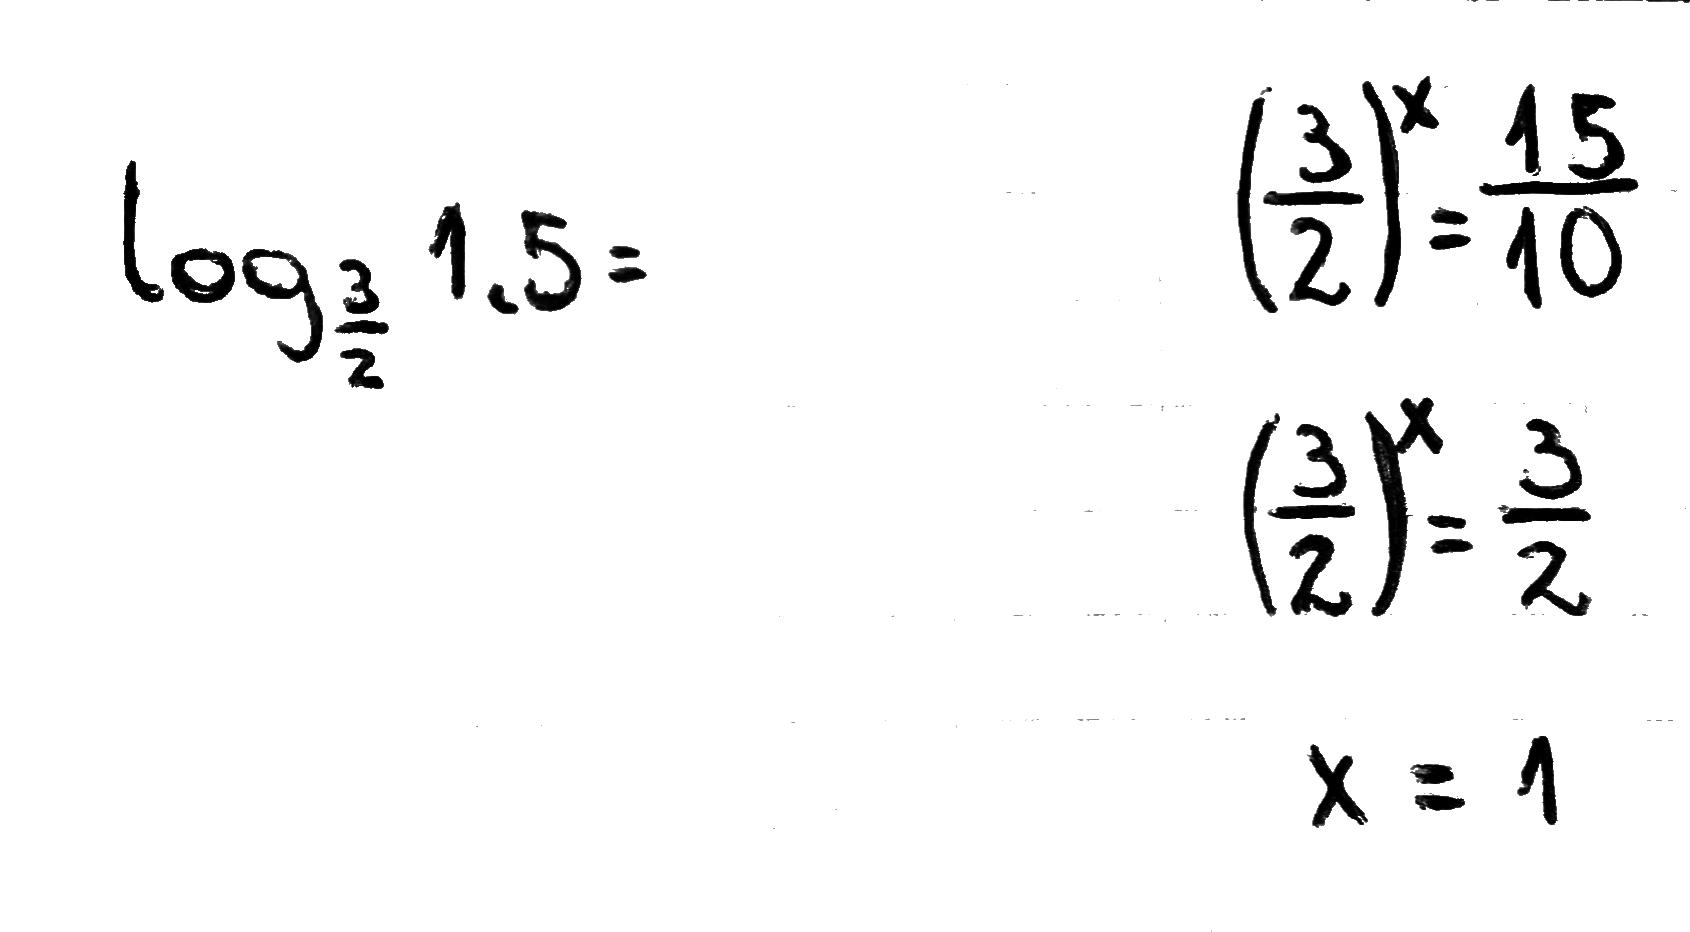 log_{3/2} 1.5 =
(3/2)^x = 15/10
(3/2)^x = 3/2
x = 1